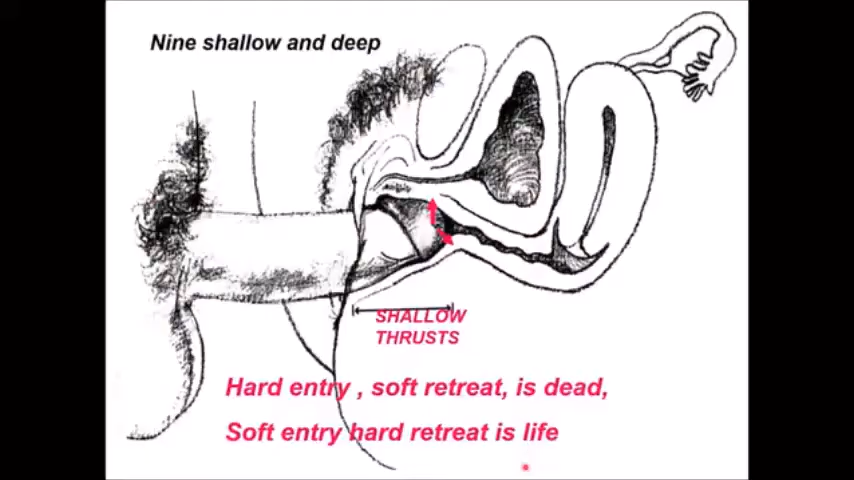 Nine shallow and deep
SHALLOW
THRUSTS
Hard entry , soft retreat, is dead,
Soft entry hard retreat is life